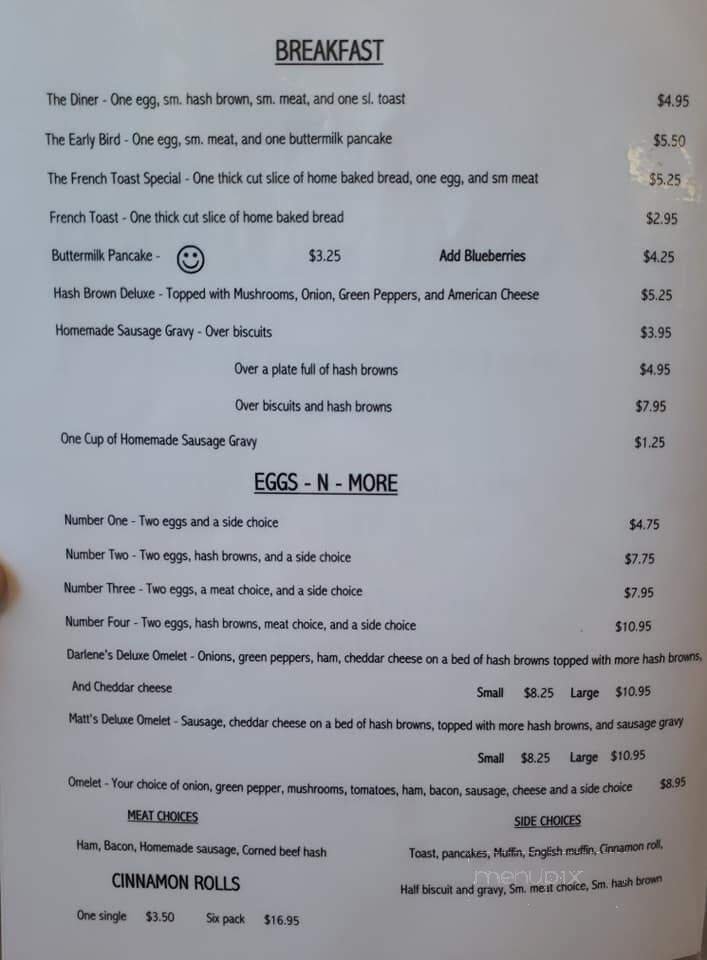 BREAKFAST
The Diner - One egg, sm. hash brown, sm. meat, and one sl. toast $4.95
The Early Bird - One egg, sm. meat, and one buttermilk pancake $5.50
The French Toast Special - One thick cut slice of home baked bread, one egg, and sm meat $5.25
French Toast - One thick cut slice of home baked bread $2.95
Buttermilk Pancake - $3.25 Add Blueberries $4.25
Hash Brown Deluxe - Topped with Mushrooms, Onion, Green Peppers, and American Cheese $5.25
Homemade Sausage Gravy - Over biscuits $3.95
Over a plate full of hash browns $4.95
Over biscuits and hash browns $7.95
One Cup of Homemade Sausage Gravy $1.25
EGGS - N - MORE
Number One - Two eggs and a side choice $4.75
Number Two - Two eggs, hash browns, and a side choice $7.75
Number Three - Two eggs, a meat choice, and a side choice $7.95
Number Four - Two eggs, hash browns, meat choice, and a side choice $10.95
Darlene's Deluxe Omelet - Onions, green peppers, ham, cheddar cheese on a bed of hash browns topped with more hash browns,
And Cheddar cheese Small $8.25 Large $10.95
Matt's Deluxe Omelet - Sausage, cheddar cheese on a bed of hash browns, topped with more hash browns, and sausage gravy
Small $8.25 Large $10.95
Omelet - Your choice of onion, green pepper, mushrooms, tomatoes, ham, bacon, sausage, cheese and a side choice $8.95
MEAT CHOICES
Ham, Bacon, Homemade sausage, Corned beef hash
SIDE CHOICES
Toast, pancakes, Muffin, English muffin, Cinnamon roll,
Half biscuit and gravy, Sm. meat choice, Sm. hash brown
CINNAMON ROLLS
One single $3.50 Six pack $16.95
menupix